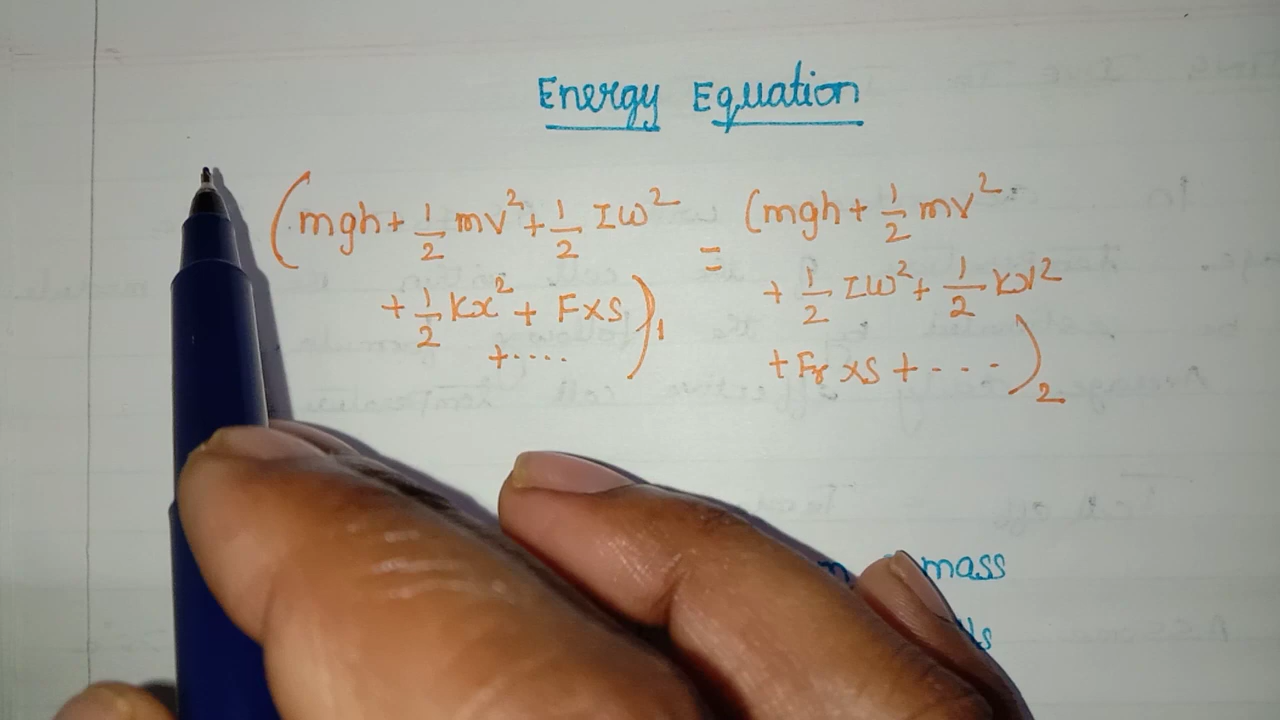 Energy Equation
(mgh + 1/2 mv² + 1/2 Iω² = (mgh + 1/2 mv²
+ 1/2 Kx² + F×S + ....)₁ + 1/2 Iω² + 1/2 Kx²
+ Fr×S + ...)₂
mass